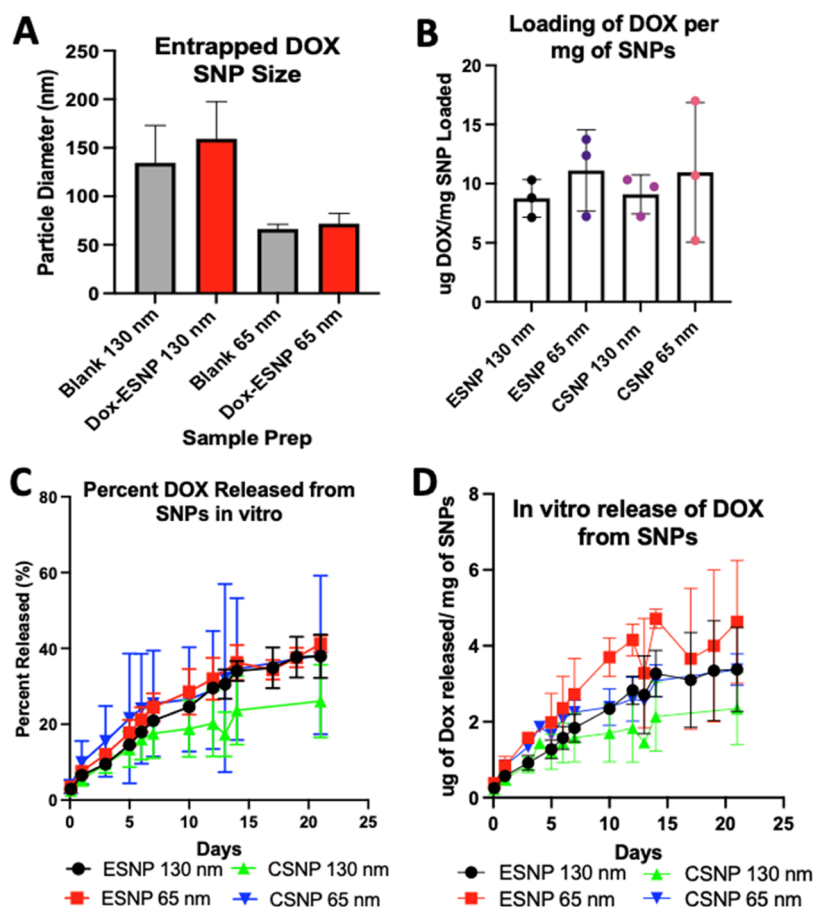 A
Entrapped DOX
SNP Size
Particle Diameter (nm)
250
200
150
100
50
0
Blank 130 nm
Dox-ESNP 130 nm
Blank 65 nm
Dox-ESNP 65 nm
Sample Prep
B
Loading of DOX per
mg of SNPs
ug DOX/mg SNP Loaded
20
15
10
5
0
ESNP 130 nm
ESNP 65 nm
CSNP 130 nm
CSNP 65 nm
C
Percent DOX Released from
SNPs in vitro
Percent Released (%)
80
60
40
20
0
0
5
10
15
20
25
Days
ESNP 130 nm
CSNP 130 nm
ESNP 65 nm
CSNP 65 nm
D
In vitro release of DOX
from SNPs
ug of Dox released/ mg of SNPs
8
6
4
2
0
0
5
10
15
20
25
Days
ESNP 130 nm
CSNP 130 nm
ESNP 65 nm
CSNP 65 nm